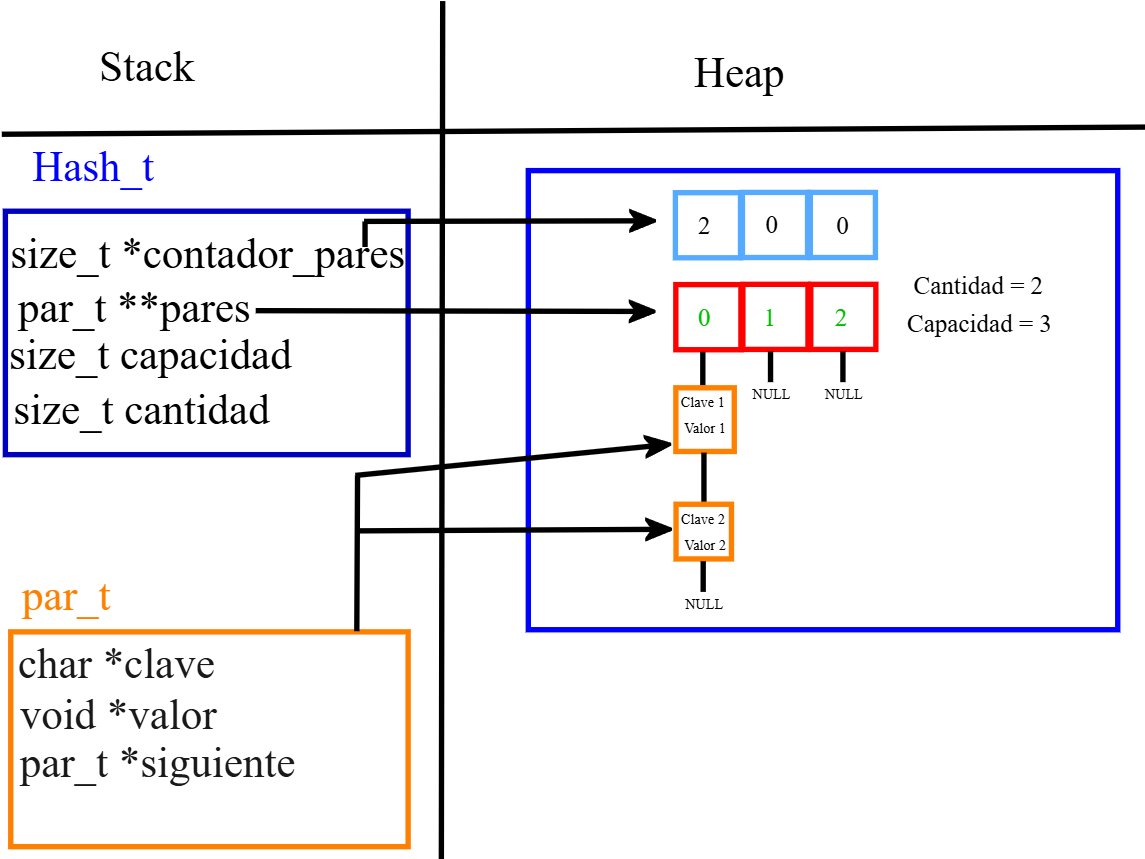 Stack
Heap
Hash_t
size_t *contador_pares
par_t **pares
size_t capacidad
size_t cantidad
2 0 0
0 1 2
Cantidad = 2
Capacidad = 3
NULL NULL
Clave 1
Valor 1
Clave 2
Valor 2
NULL
par_t
char *clave
void *valor
par_t *siguiente